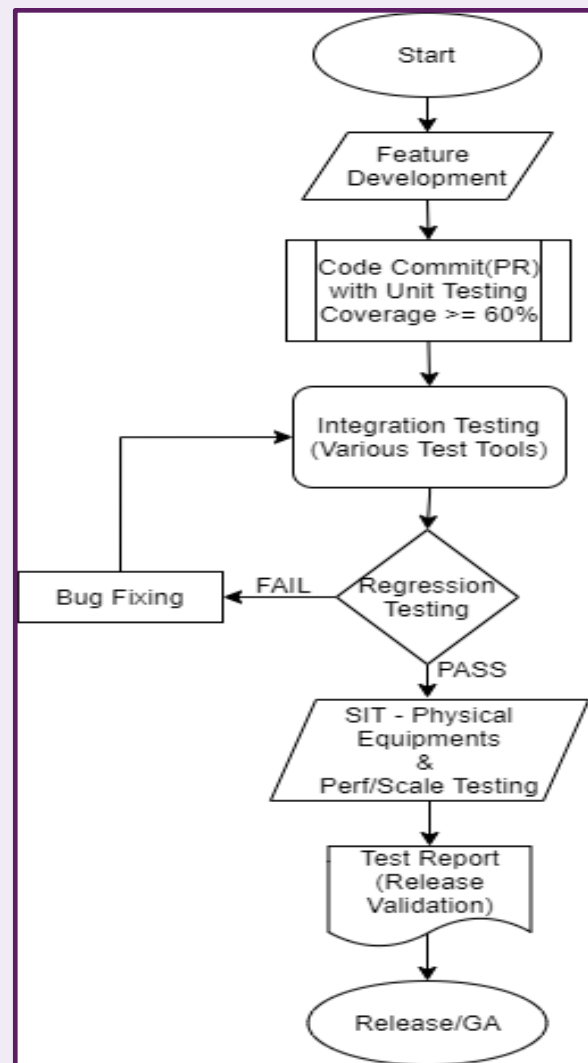 Start
Feature
Development
Code Commit(PR)
with Unit Testing
Coverage >= 60%
Integration Testing
(Various Test Tools)
Regression
Testing
FAIL
Bug Fixing
PASS
SIT - Physical
Equipments
&
Perf/Scale Testing
Test Report
(Release
Validation)
Release/GA